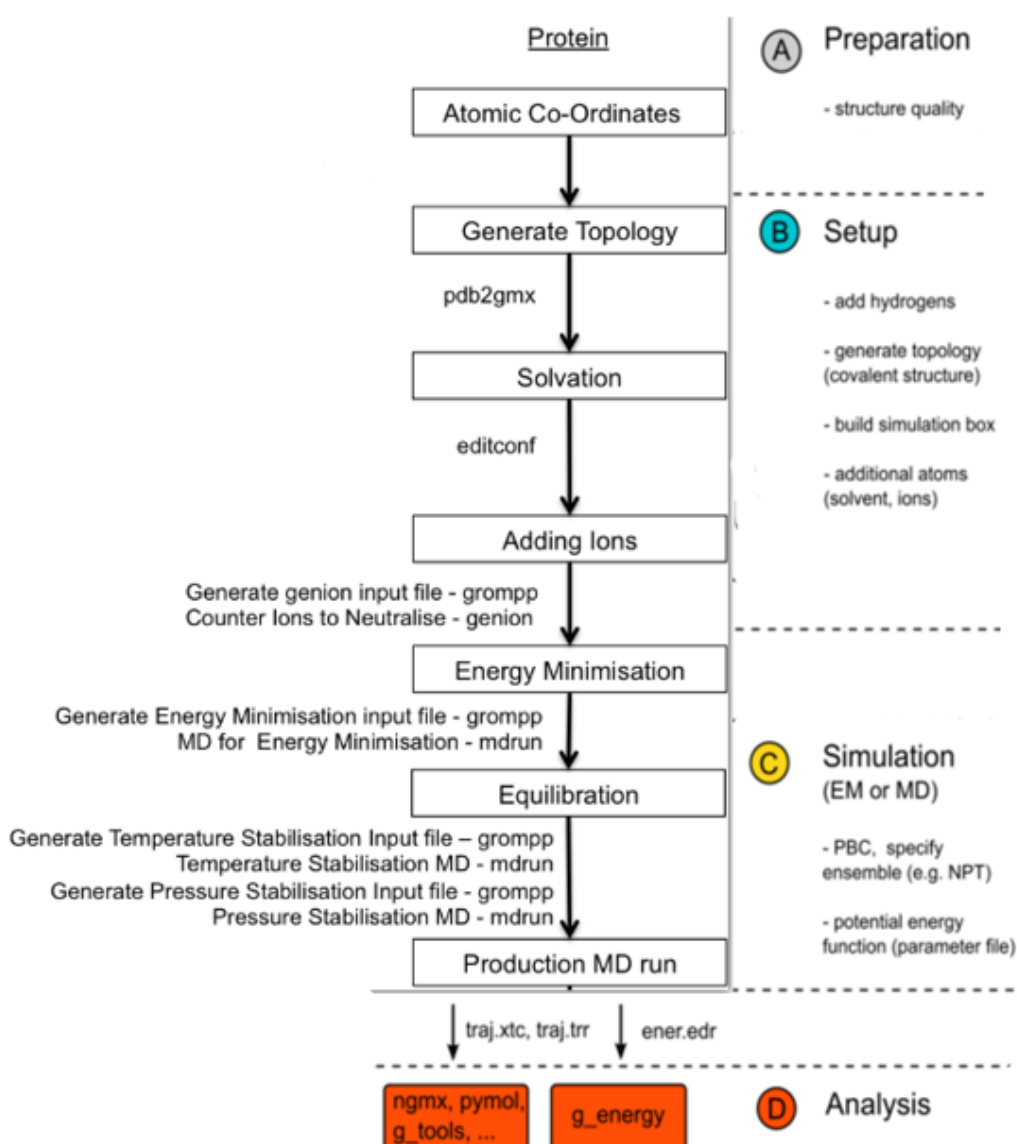 Protein
A Preparation
Atomic Co-Ordinates
- structure quality
Generate Topology
B Setup
pdb2gmx
- add hydrogens
- generate topology
(covalent structure)
Solvation
- build simulation box
editconf
- additional atoms
(solvent, ions)
Adding Ions
Generate genion input file - grompp
Counter Ions to Neutralise - genion
Energy Minimisation
Generate Energy Minimisation input file - grompp
MD for Energy Minimisation - mdrun
C Simulation
(EM or MD)
Equilibration
Generate Temperature Stabilisation Input file – grompp
Temperature Stabilisation MD - mdrun
Generate Pressure Stabilisation Input file - grompp
Pressure Stabilisation MD - mdrun
- PBC, specify
ensemble (e.g. NPT)
- potential energy
function (parameter file)
Production MD run
traj.xtc, traj.trr
ener.edr
ngmx, pymol,
g_tools, ...
g_energy
D Analysis